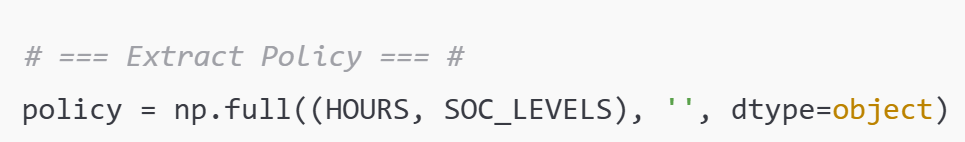 # === Extract Policy === #
policy = np.full((HOURS, SOC_LEVELS), '', dtype=object)